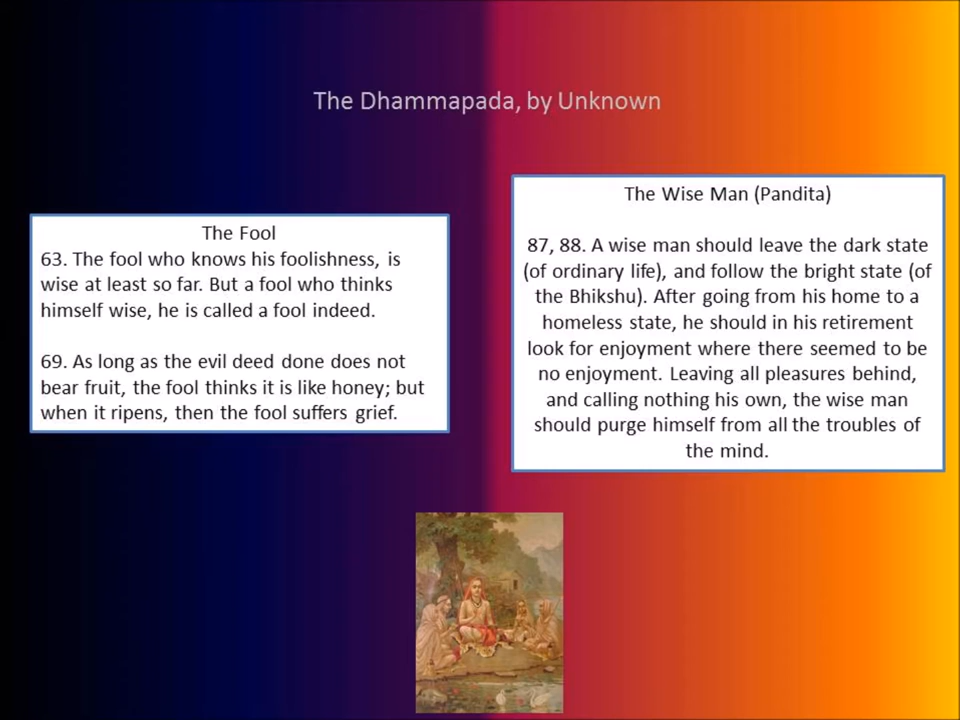 The Dhammapada, by Unknown
The Fool
63. The fool who knows his foolishness, is
wise at least so far. But a fool who thinks
himself wise, he is called a fool indeed.
69. As long as the evil deed done does not
bear fruit, the fool thinks it is like honey; but
when it ripens, then the fool suffers grief.
The Wise Man (Pandita)
87, 88. A wise man should leave the dark state
(of ordinary life), and follow the bright state (of
the Bhikshu). After going from his home to a
homeless state, he should in his retirement
look for enjoyment where there seemed to be
no enjoyment. Leaving all pleasures behind,
and calling nothing his own, the wise man
should purge himself from all the troubles of
the mind.